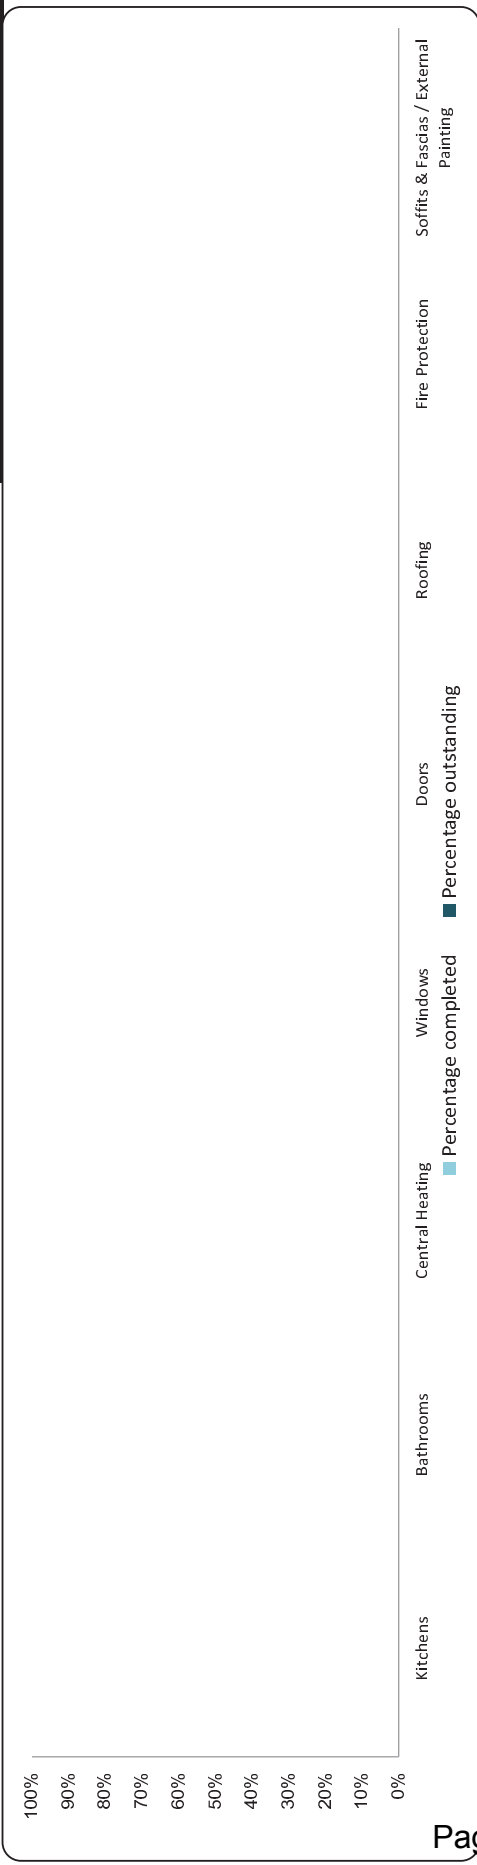 100%
90%
80%
70%
60%
50%
40%
30%
20%
10%
0%
Kitchens
Bathrooms
Central Heating
Windows
Doors
Roofing
Fire Protection
Soffits & Fascias / External
Painting
Percentage completed
Percentage outstanding